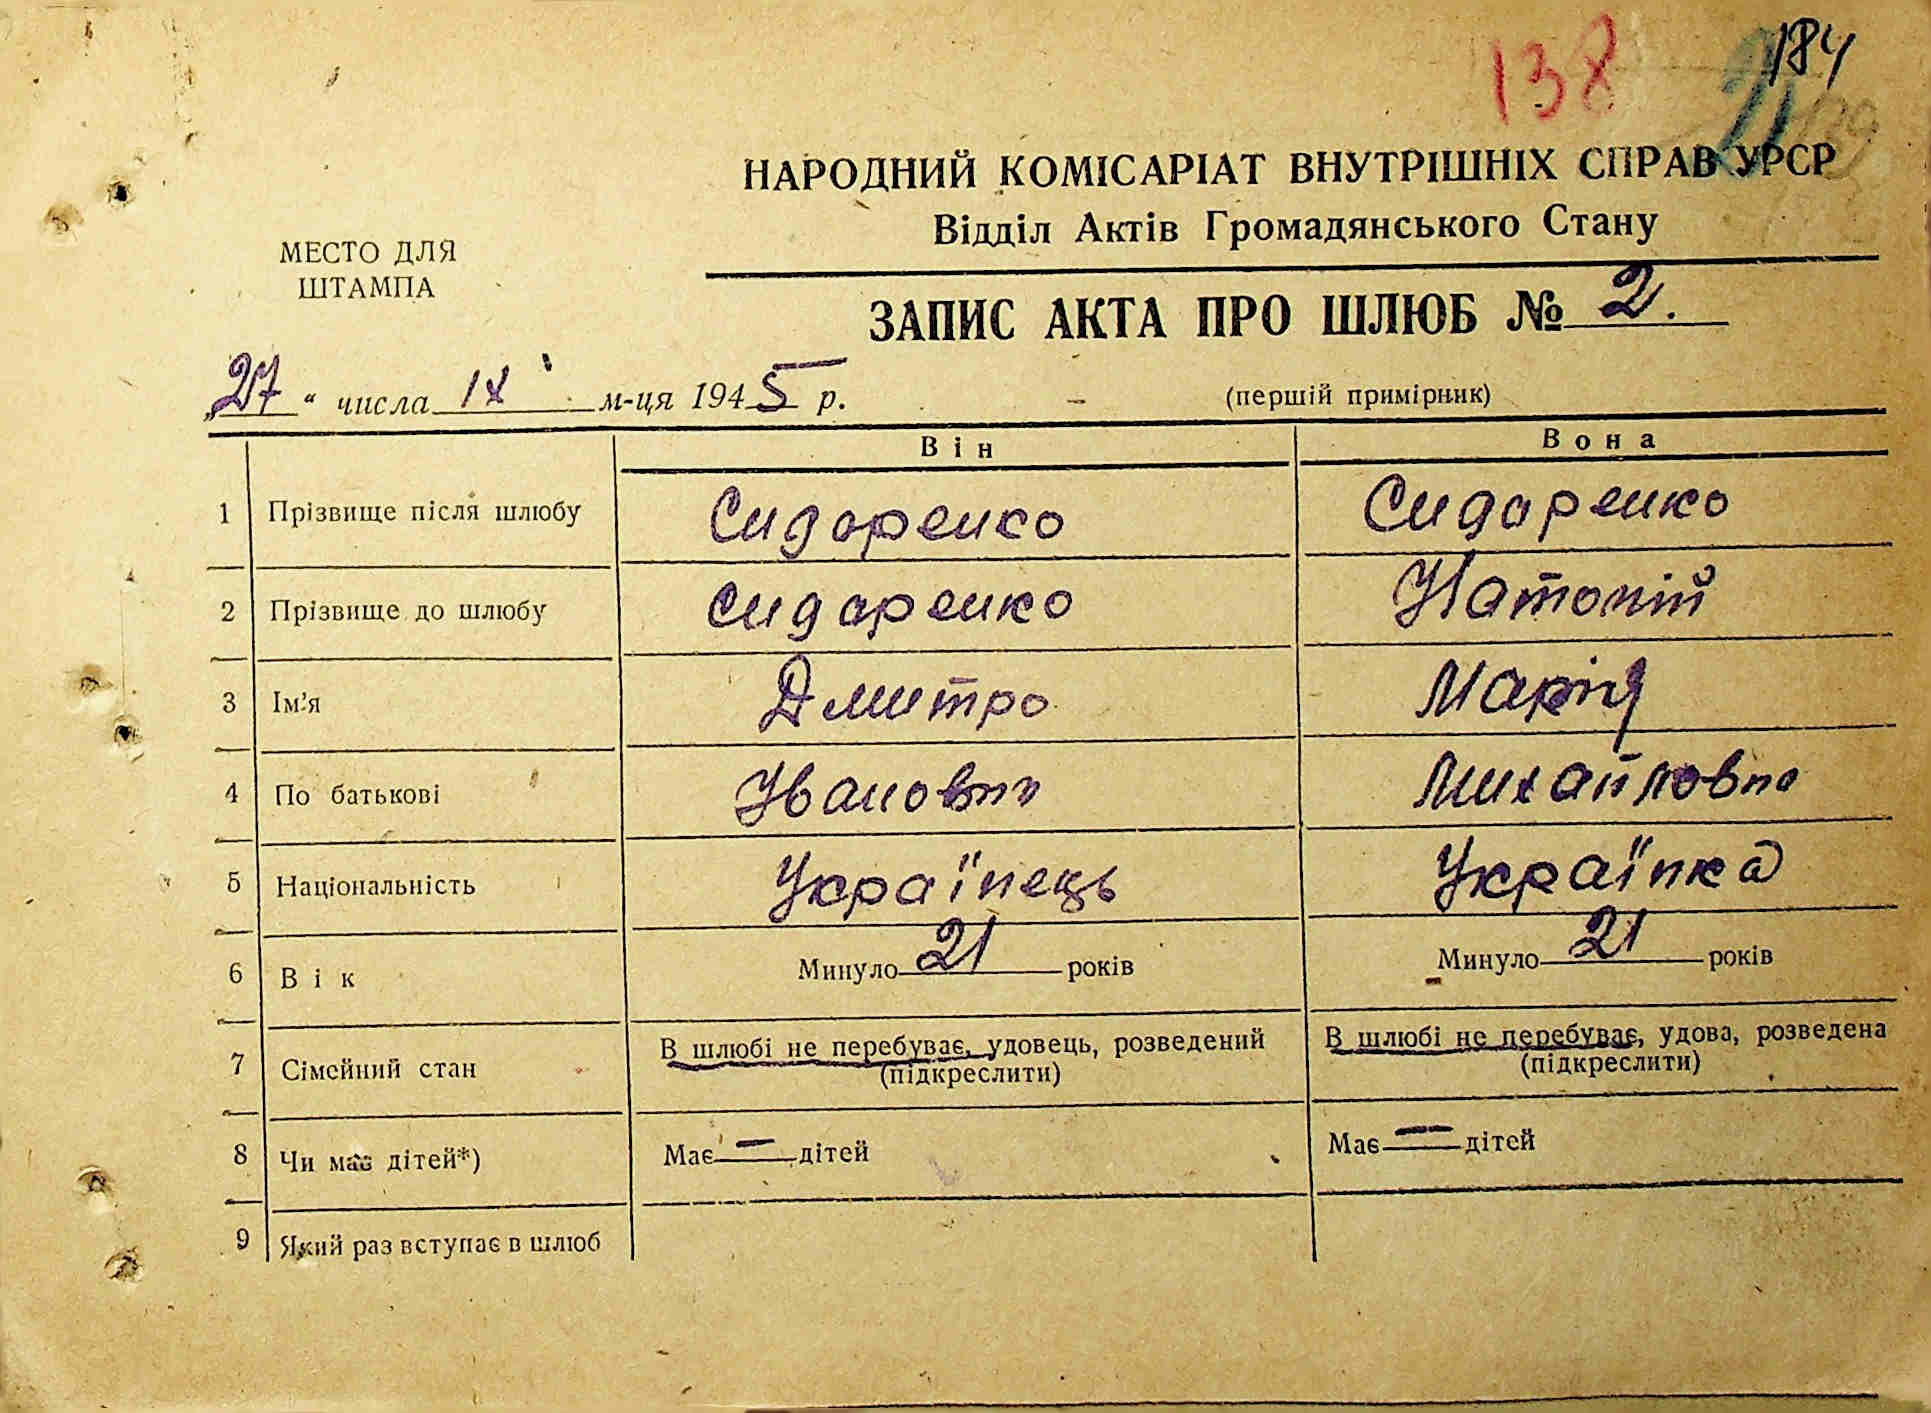 138
184
21
НАРОДНИЙ КОМІСАРІАТ ВНУТРІШНІХ СПРАВ УРСР
Відділ Актів Громадянського Стану
МЕСТО ДЛЯ
ШТАМПА
ЗАПИС АКТА ПРО ШЛЮБ № 2.
„27“ числа IX м-ця 1945 р.
(першій примірник)
Він Вона
1 Прізвище після шлюбу Сидоренко Сидоренко
2 Прізвище до шлюбу Сидоренко
3 Ім'я Дмитро Марія
4 По батькові Іванович Михайловна
5 Національність Українець Українка
6 Вік Минуло 21 років Минуло 21 років
7 Сімейний стан В шлюбі не перебуває, удовець, розведений В шлюбі не перебуває, удова, розведена
(підкреслити) (підкреслити)
8 Чи має дітей*) Має — дітей Має — дітей
9 Який раз вступає в шлюб